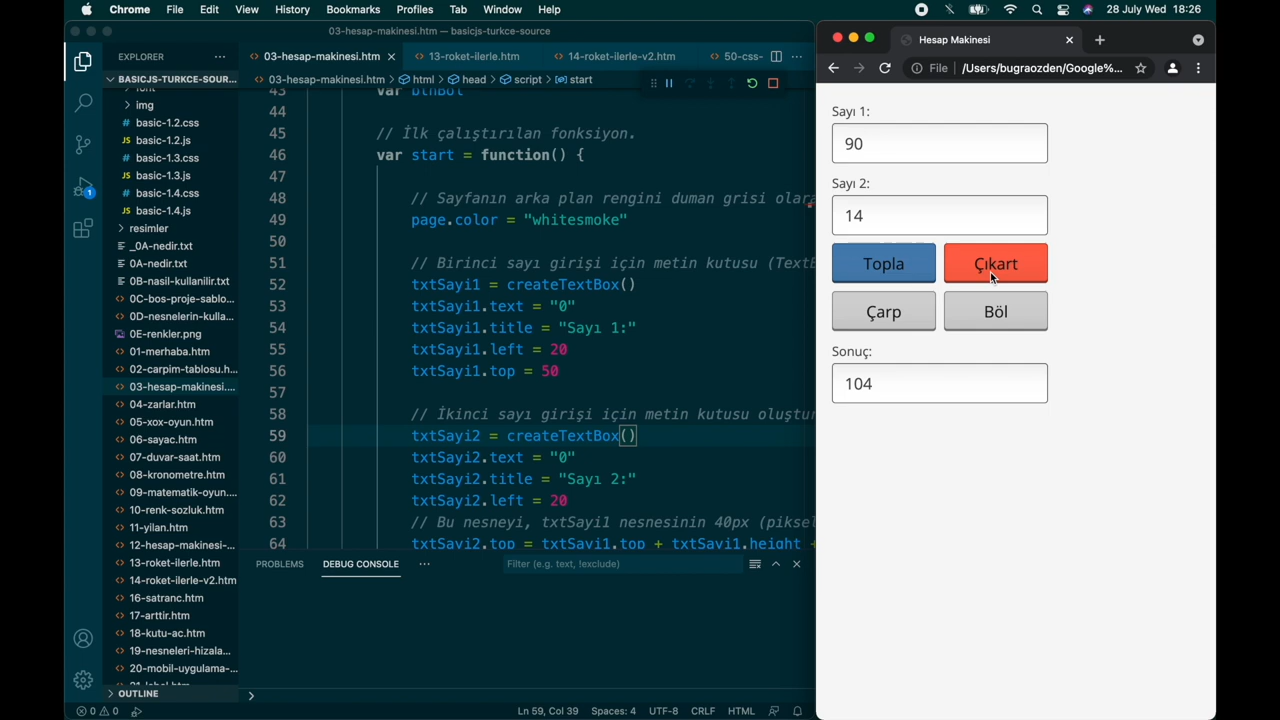 Chrome File Edit View History Bookmarks Profiles Tab Window Help 28 July Wed 18:26
03-hesap-makinesi.htm — basicjs-turkce-source
EXPLORER
BASICJS-TURKCE-SOUR...
img
# basic-1.2.css
JS basic-1.2.js
# basic-1.3.css
JS basic-1.3.js
# basic-1.4.css
JS basic-1.4.js
resimler
_0A-nedir.txt
0A-nedir.txt
0B-nasil-kullanilir.txt
0C-bos-proje-sablo...
0D-nesnelerin-kulla...
0E-renkler.png
01-merhaba.htm
02-carpim-tablosu.h...
03-hesap-makinesi....
04-zarlar.htm
05-xox-oyun.htm
06-sayac.htm
07-duvar-saat.htm
08-kronometre.htm
09-matematik-oyun....
10-renk-sozluk.htm
11-yilan.htm
12-hesap-makinesi-...
13-roket-ilerle.htm
14-roket-ilerle-v2.htm
16-satranc.htm
17-arttir.htm
18-kutu-ac.htm
19-nesneleri-hizala...
20-mobil-uygulama-...
OUTLINE
1
03-hesap-makinesi.htm 13-roket-ilerle.htm 14-roket-ilerle-v2.htm 50-css-
03-hesap-makinesi.htm > html > head > script > start
43 var btnBol
44
45 // İlk çalıştırılan fonksiyon.
46 var start = function() {
47
48 // Sayfanın arka plan rengini duman grisi olara
49 page.color = "whitesmoke"
50
51 // Birinci sayı girişi için metin kutusu (TextB
52 txtSayi1 = createTextBox()
53 txtSayi1.text = "0"
54 txtSayi1.title = "Sayı 1:"
55 txtSayi1.left = 20
56 txtSayi1.top = 50
57
58 // İkinci sayı girişi için metin kutusu oluştur
59 txtSayi2 = createTextBox()
60 txtSayi2.text = "0"
61 txtSayi2.title = "Sayı 2:"
62 txtSayi2.left = 20
63 // Bu nesneyi, txtSayi1 nesnesinin 40px (piksel
64 txtSayi2.top = txtSayi1.top + txtSayi1.height +
PROBLEMS DEBUG CONSOLE Filter (e.g. text, !exclude)
0 0 Ln 59, Col 39 Spaces: 4 UTF-8 CRLF HTML
Hesap Makinesi
File | /Users/bugraozden/Google%...
Sayı 1:
90
Sayı 2:
14
Topla Çıkart
Çarp Böl
Sonuç:
104